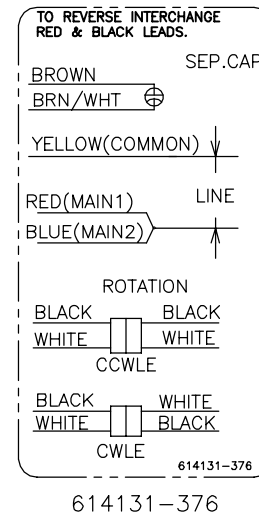 TO REVERSE INTERCHANGE
RED & BLACK LEADS.
SEP.CAP
BROWN
BRN/WHT
YELLOW(COMMON)
RED(MAIN1)
LINE
BLUE(MAIN2)
ROTATION
BLACK BLACK
WHITE WHITE
CCWLE
BLACK WHITE
WHITE BLACK
CWLE
614131-376
614131-376